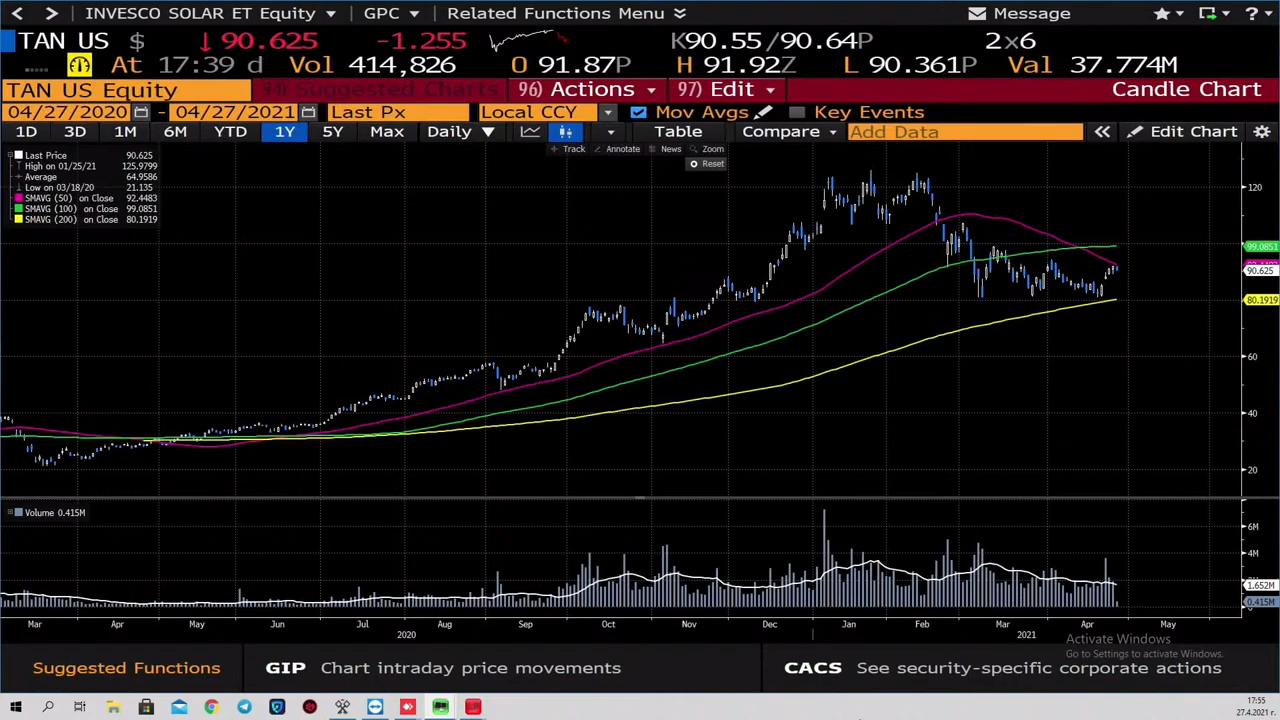 INVESCO SOLAR ET Equity GPC Related Functions Menu Message
TAN US $ ↓90.625 -1.255 K90.55/90.64P 2x6
At 17:39 d Vol 414,826 O 91.87P H 91.92Z L 90.361P Val 37.774M
TAN US Equity 94) Suggested Charts 96) Actions 97) Edit Candle Chart
04/27/2020 - 04/27/2021 Last Px Local CCY Mov Avgs Key Events
1D 3D 1M 6M YTD 1Y 5Y Max Daily Table Compare Add Data Edit Chart
Track Annotate News Zoom
Reset
Last Price 90.625
High on 01/25/21 125.9799
Average 64.9586
Low on 03/18/20 21.135
SMAVG (50) on Close 92.4483
SMAVG (100) on Close 99.0851
SMAVG (200) on Close 80.1919
120
99.0851
90.625
80.1919
60
40
20
Volume 0.415M
6M
4M
1.652M
0.415M
Mar Apr May Jun Jul Aug Sep Oct Nov Dec Jan Feb Mar Apr May
2020 2021
Activate Windows
Go to Settings to activate Windows.
Suggested Functions GIP Chart intraday price movements CACS See security-specific corporate actions
17:55
27.4.2021 г.